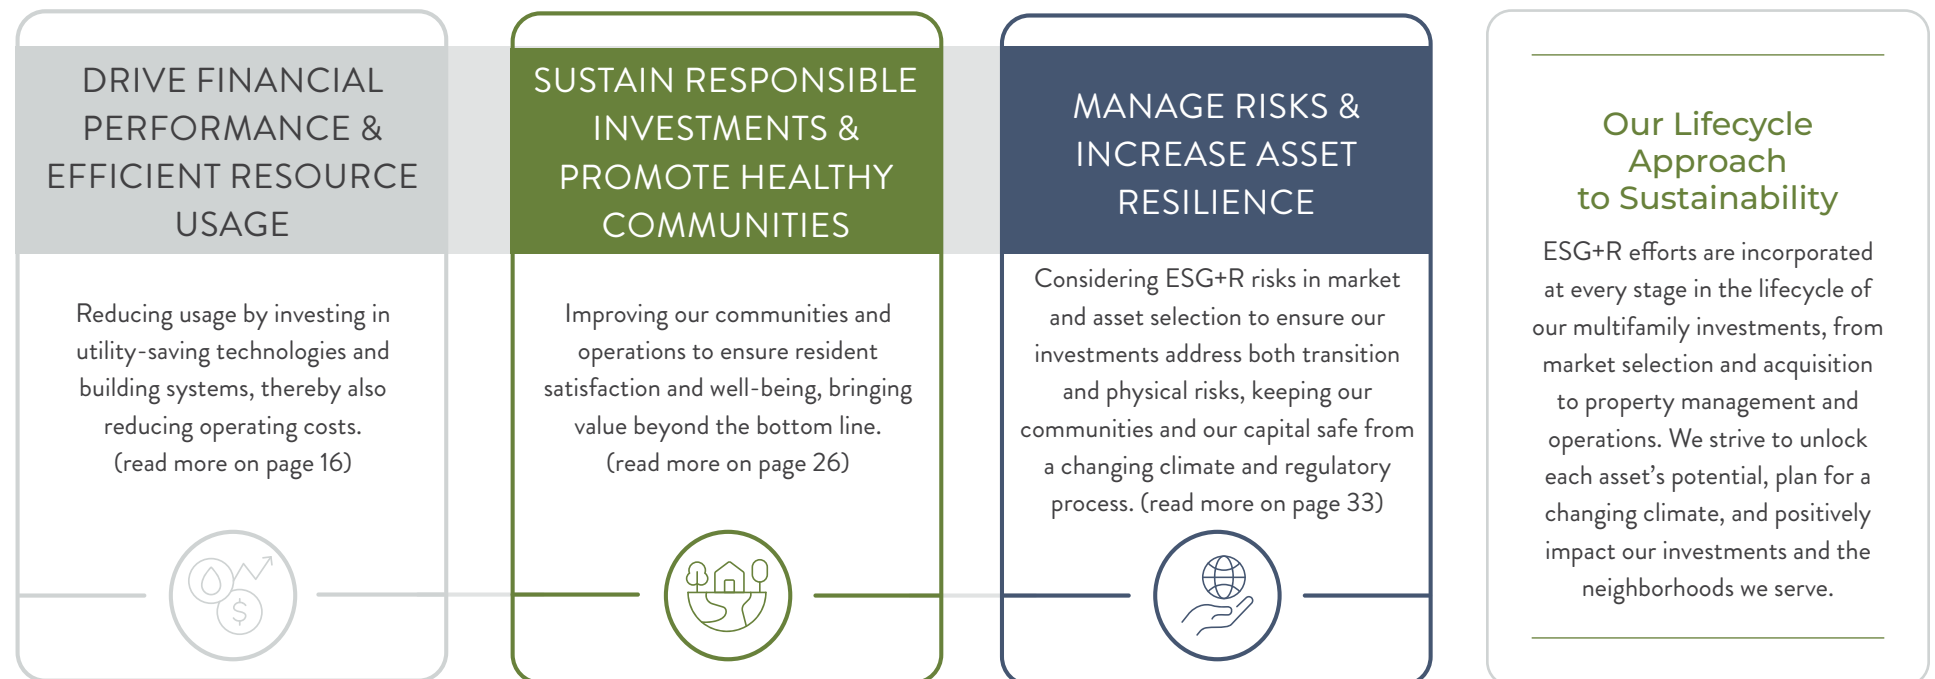 DRIVE FINANCIAL
PERFORMANCE &
EFFICIENT RESOURCE
USAGE
Reducing usage by investing in
utility-saving technologies and
building systems, thereby also
reducing operating costs.
(read more on page 16)
$
SUSTAIN RESPONSIBLE
INVESTMENTS &
PROMOTE HEALTHY
COMMUNITIES
Improving our communities and
operations to ensure resident
satisfaction and well-being, bringing
value beyond the bottom line.
(read more on page 26)
MANAGE RISKS &
INCREASE ASSET
RESILIENCE
Considering ESG+R risks in market
and asset selection to ensure our
investments address both transition
and physical risks, keeping our
communities and our capital safe from
a changing climate and regulatory
process. (read more on page 33)
Our Lifecycle
Approach
to Sustainability
ESG+R efforts are incorporated
at every stage in the lifecycle of
our multifamily investments, from
market selection and acquisition
to property management and
operations. We strive to unlock
each asset's potential, plan for a
changing climate, and positively
impact our investments and the
neighborhoods we serve.